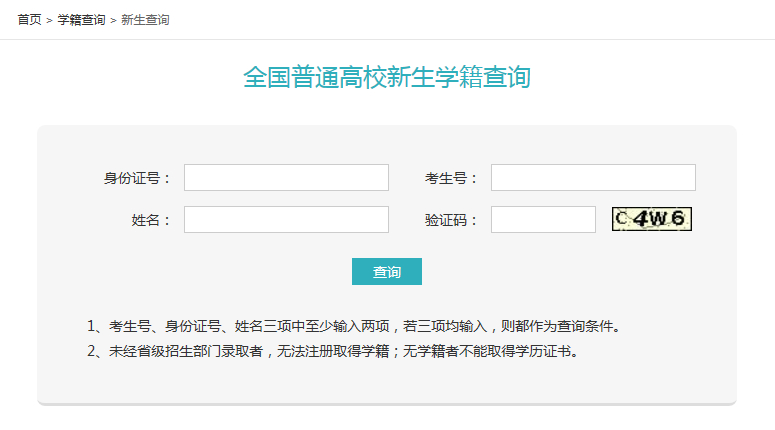 首页 > 学籍查询 > 新生查询
全国普通高校新生学籍查询
身份证号： 考生号：
姓名： 验证码： C4W6
查询
1、考生号、身份证号、姓名三项中至少输入两项，若三项均输入，则都作为查询条件。
2、未经省级招生部门录取者，无法注册取得学籍；无学籍者不能取得学历证书。